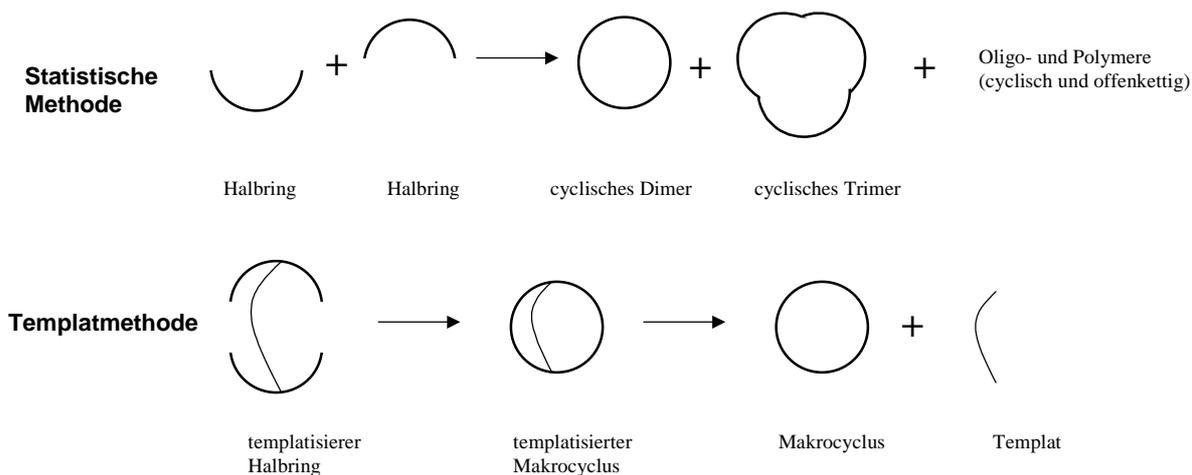 Statistische
Methode
+
+
+
Oligo- und Polymere
(cyclisch und offenkettig)
Halbring
Halbring
cyclisches Dimer
cyclisches Trimer
Templatmethode
+
templatisierer
Halbring
templatisierter
Makrocyclus
Makrocyclus
Templat